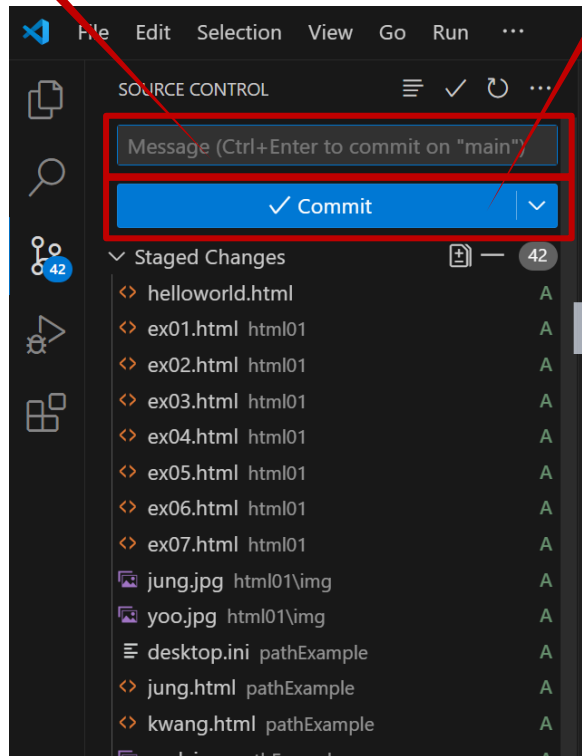 File Edit Selection View Go Run ···
SOURCE CONTROL
Message (Ctrl+Enter to commit on "main")
Commit
Staged Changes 42
42
helloworld.html A
ex01.html html01 A
ex02.html html01 A
ex03.html html01 A
ex04.html html01 A
ex05.html html01 A
ex06.html html01 A
ex07.html html01 A
jung.jpg html01\img A
yoo.jpg html01\img A
desktop.ini pathExample A
jung.html pathExample A
kwang.html pathExample A